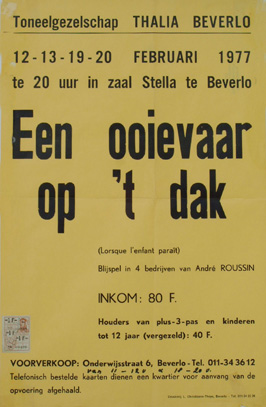 Toneelgezelschap THALIA BEVERLO
12-13-19-20 FEBRUARI 1977
te 20 uur in zaal Stella te Beverlo
Een ooievaar
op 't dak
(Lorsque l'enfant paraît)
Blijspel in 4 bedrijven van André ROUSSIN
INKOM: 80 F.
Houders van plus-3-pas en kinderen
tot 12 jaar (vergezeld): 40 F.
VOORVERKOOP: Onderwijsstraat 6, Beverlo - Tel. 011-34 36 12
van 11 - 12 u
Telefonisch bestelde kaarten dienen een kwartier voor aanvang van de
opvoering afgehaald.